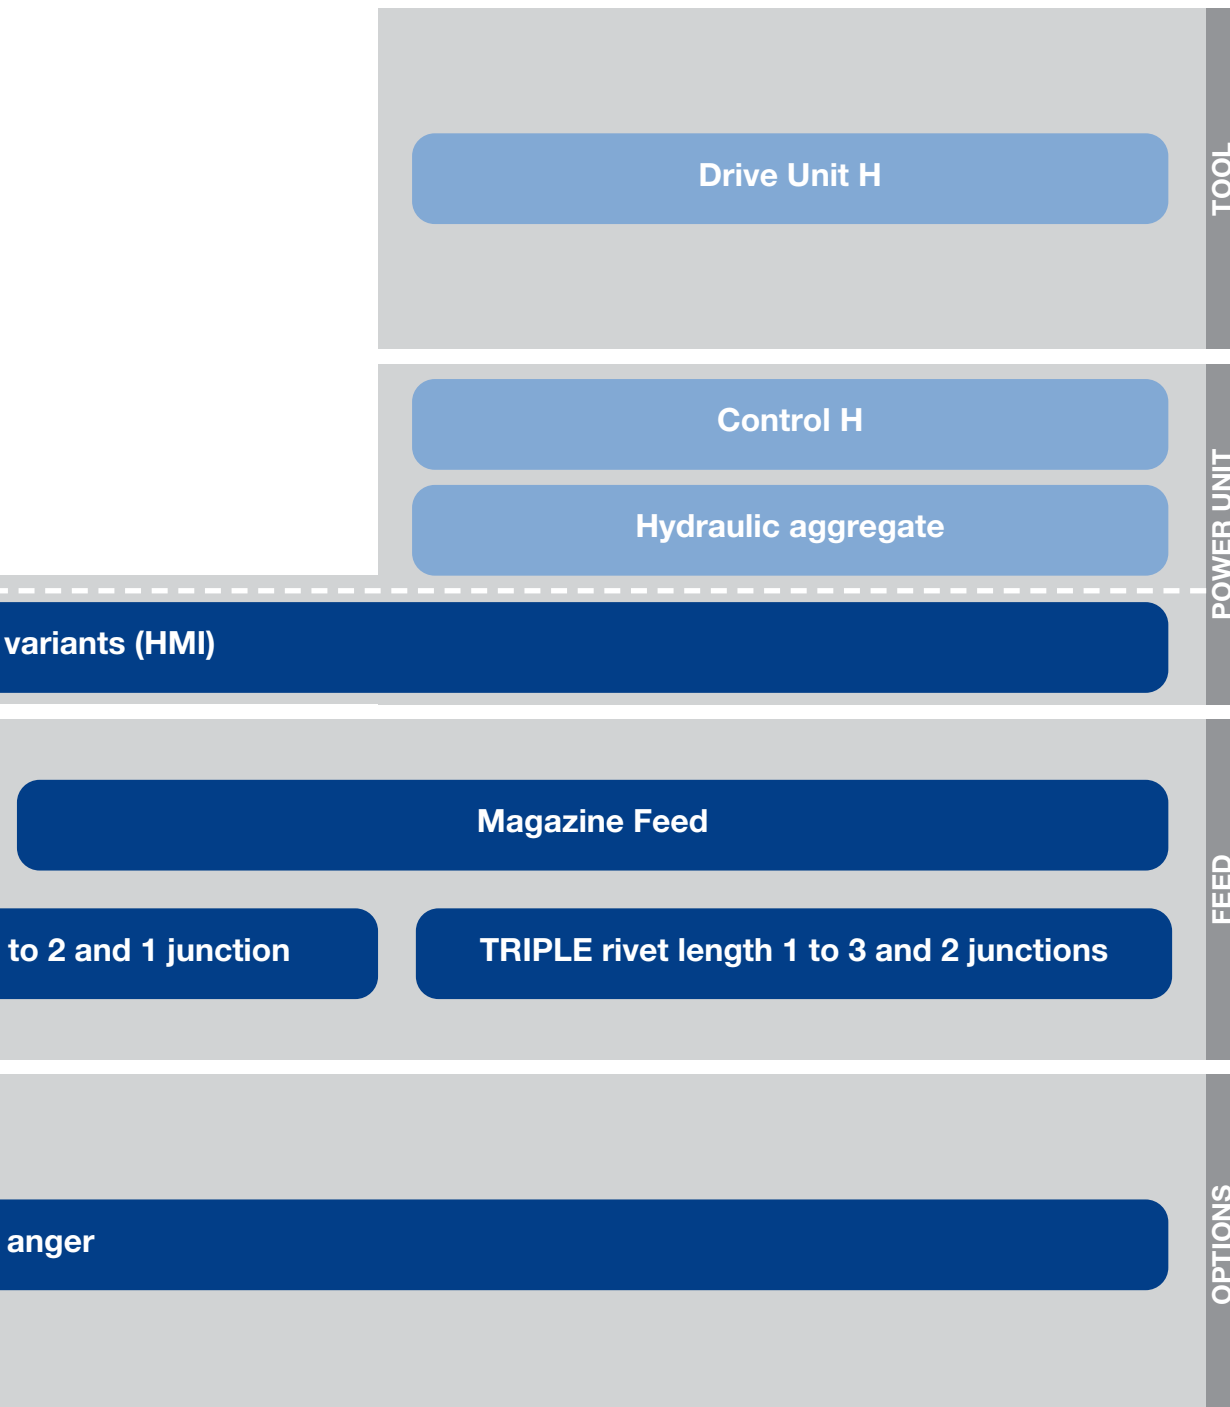 Drive Unit H
TOOL
Control H
Hydraulic aggregate
POWER UNIT
variants (HMI)
Magazine Feed
FEED
to 2 and 1 junction
TRIPLE rivet length 1 to 3 and 2 junctions
anger
OPTIONS